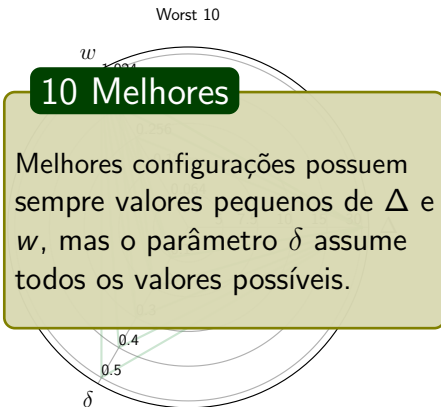 Worst 10
w
10 Melhores
Melhores configurações possuem
sempre valores pequenos de Δ e
w, mas o parâmetro δ assume
todos os valores possíveis.
0.4
0.5
δ